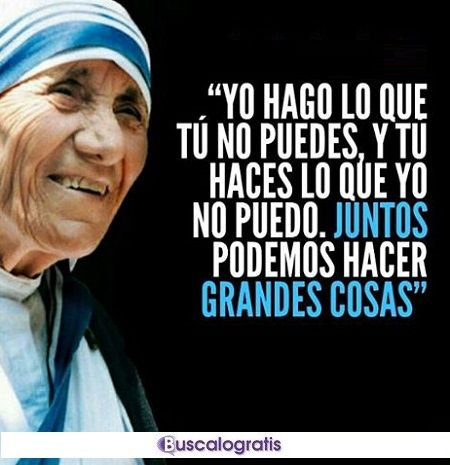 “YO HAGO LO QUE
TÚ NO PUEDES, Y TU
HACES LO QUE YO
NO PUEDO. JUNTOS
PODEMOS HACER
GRANDES COSAS”
Buscalogratis